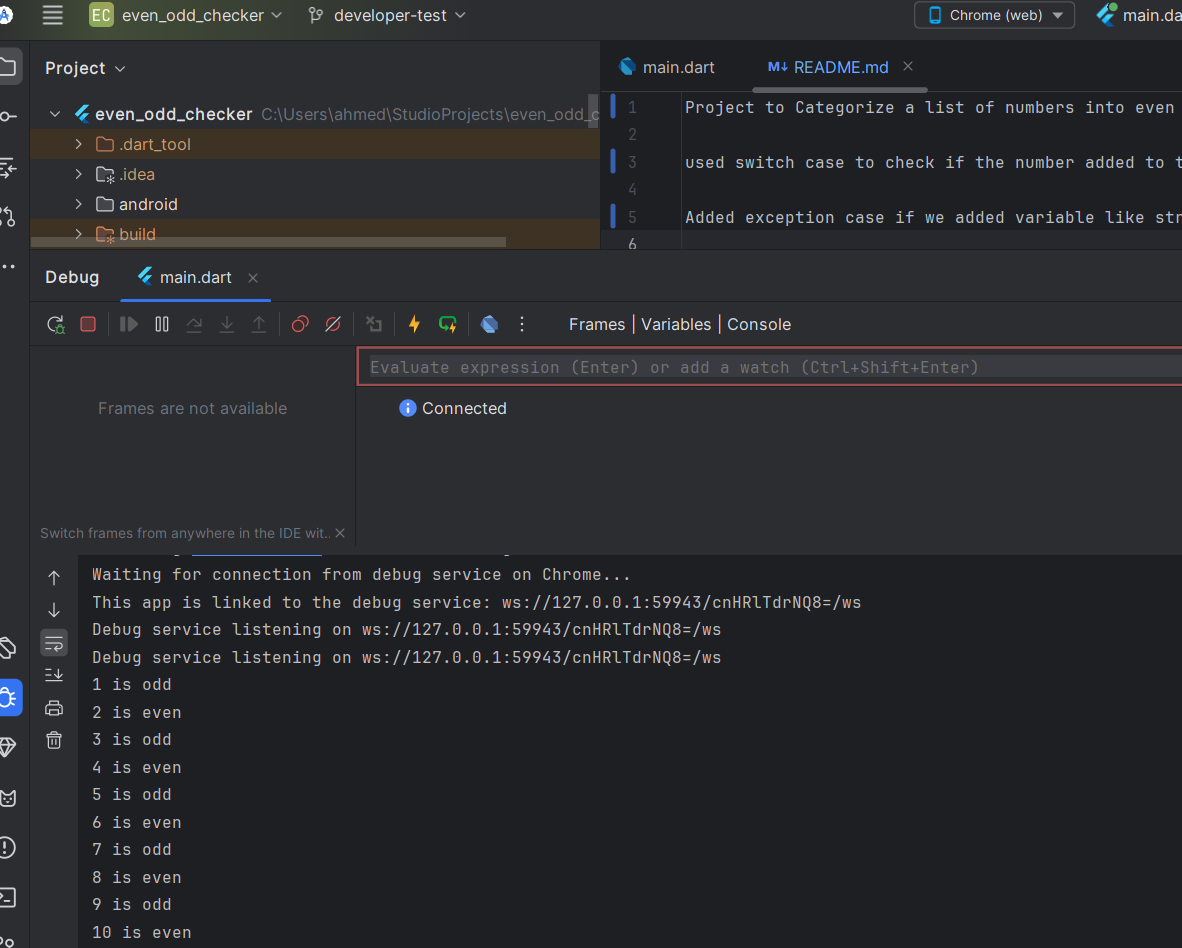 EC even_odd_checker developer-test Chrome (web) main.da
Project
main.dart
M↓ README.md
even_odd_checker C:\Users\ahmed\StudioProjects\even_odd_c
.dart_tool
.idea
android
build
1 Project to Categorize a list of numbers into even
2
3 used switch case to check if the number added to t
4
5 Added exception case if we added variable like str
6
Debug main.dart
Frames | Variables | Console
Evaluate expression (Enter) or add a watch (Ctrl+Shift+Enter)
Frames are not available
Connected
Switch frames from anywhere in the IDE wit..
Waiting for connection from debug service on Chrome...
This app is linked to the debug service: ws://127.0.0.1:59943/cnHRlTdrNQ8=/ws
Debug service listening on ws://127.0.0.1:59943/cnHRlTdrNQ8=/ws
Debug service listening on ws://127.0.0.1:59943/cnHRlTdrNQ8=/ws
1 is odd
2 is even
3 is odd
4 is even
5 is odd
6 is even
7 is odd
8 is even
9 is odd
10 is even